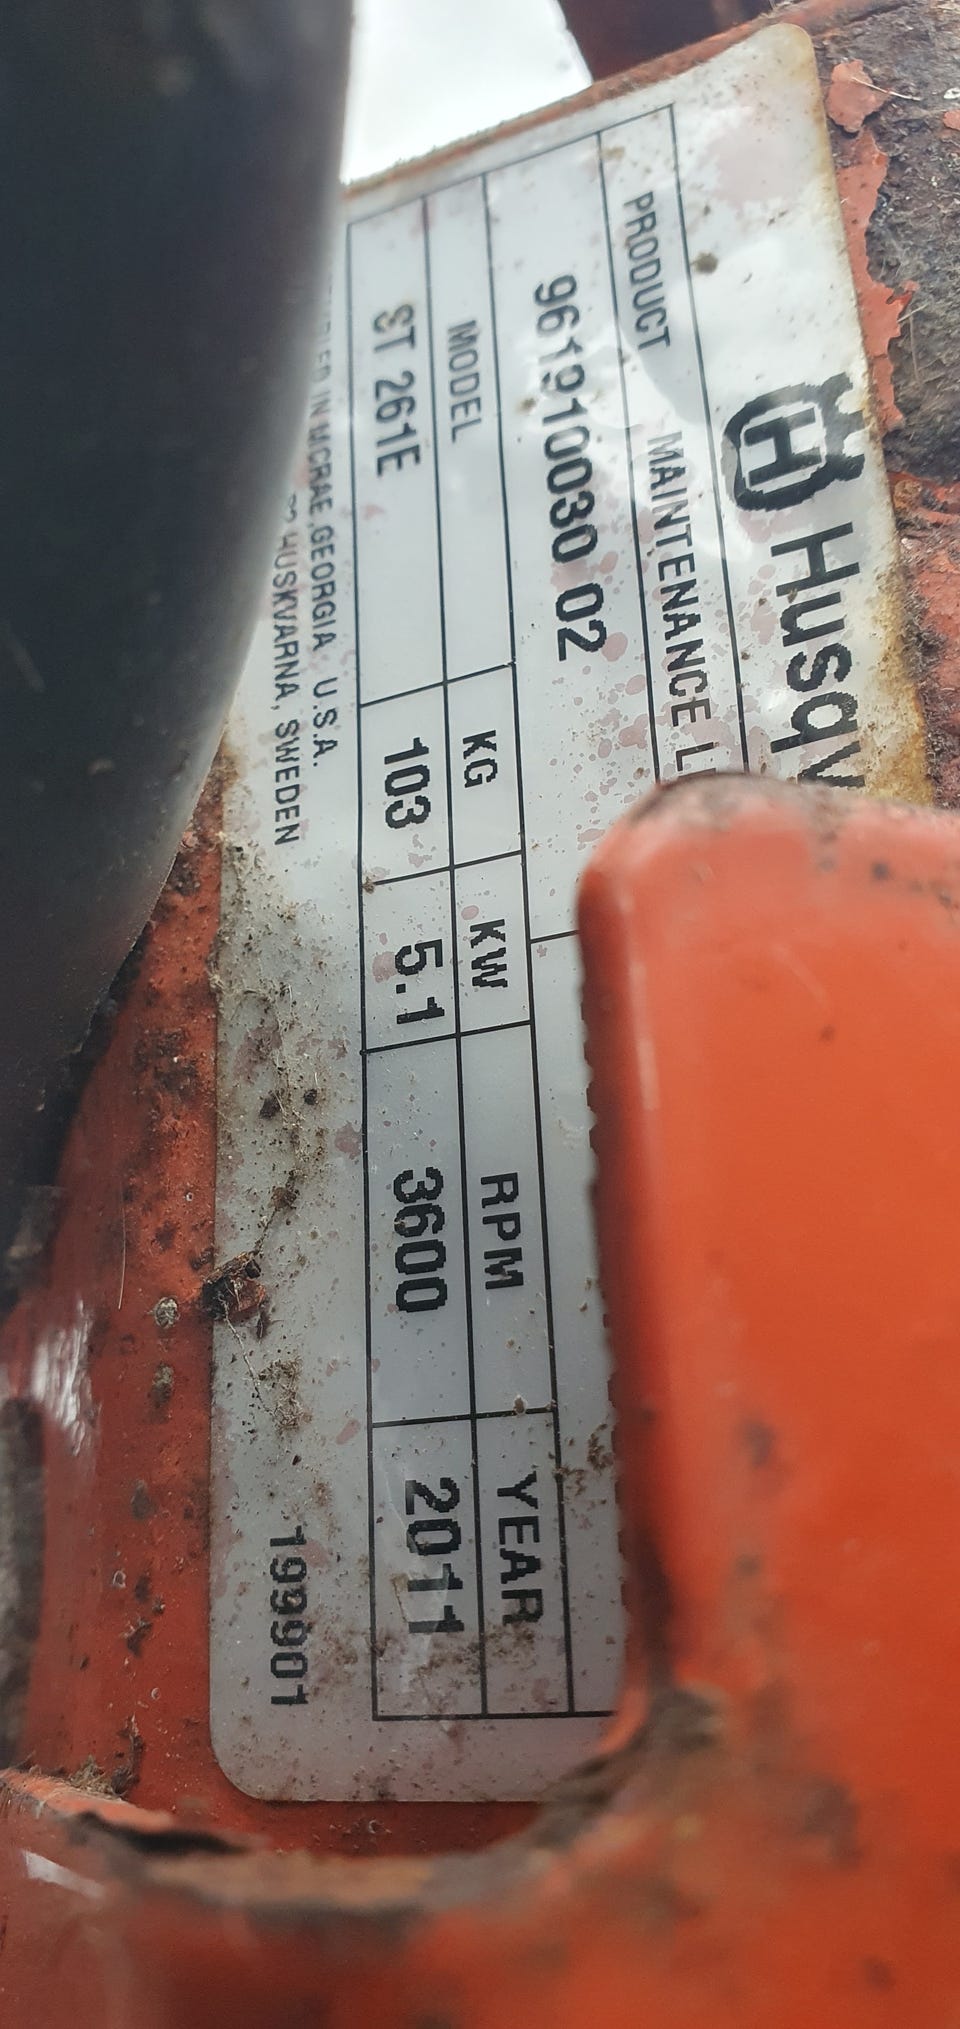 Husqv
PRODUCT MAINTENANCE
961910030 02
MODEL KG KW RPM YEAR
ST 261E 103 5.1 3600 2011
IN MCRAE, GEORGIA U.S.A.
HUSKVARNA, SWEDEN 199901